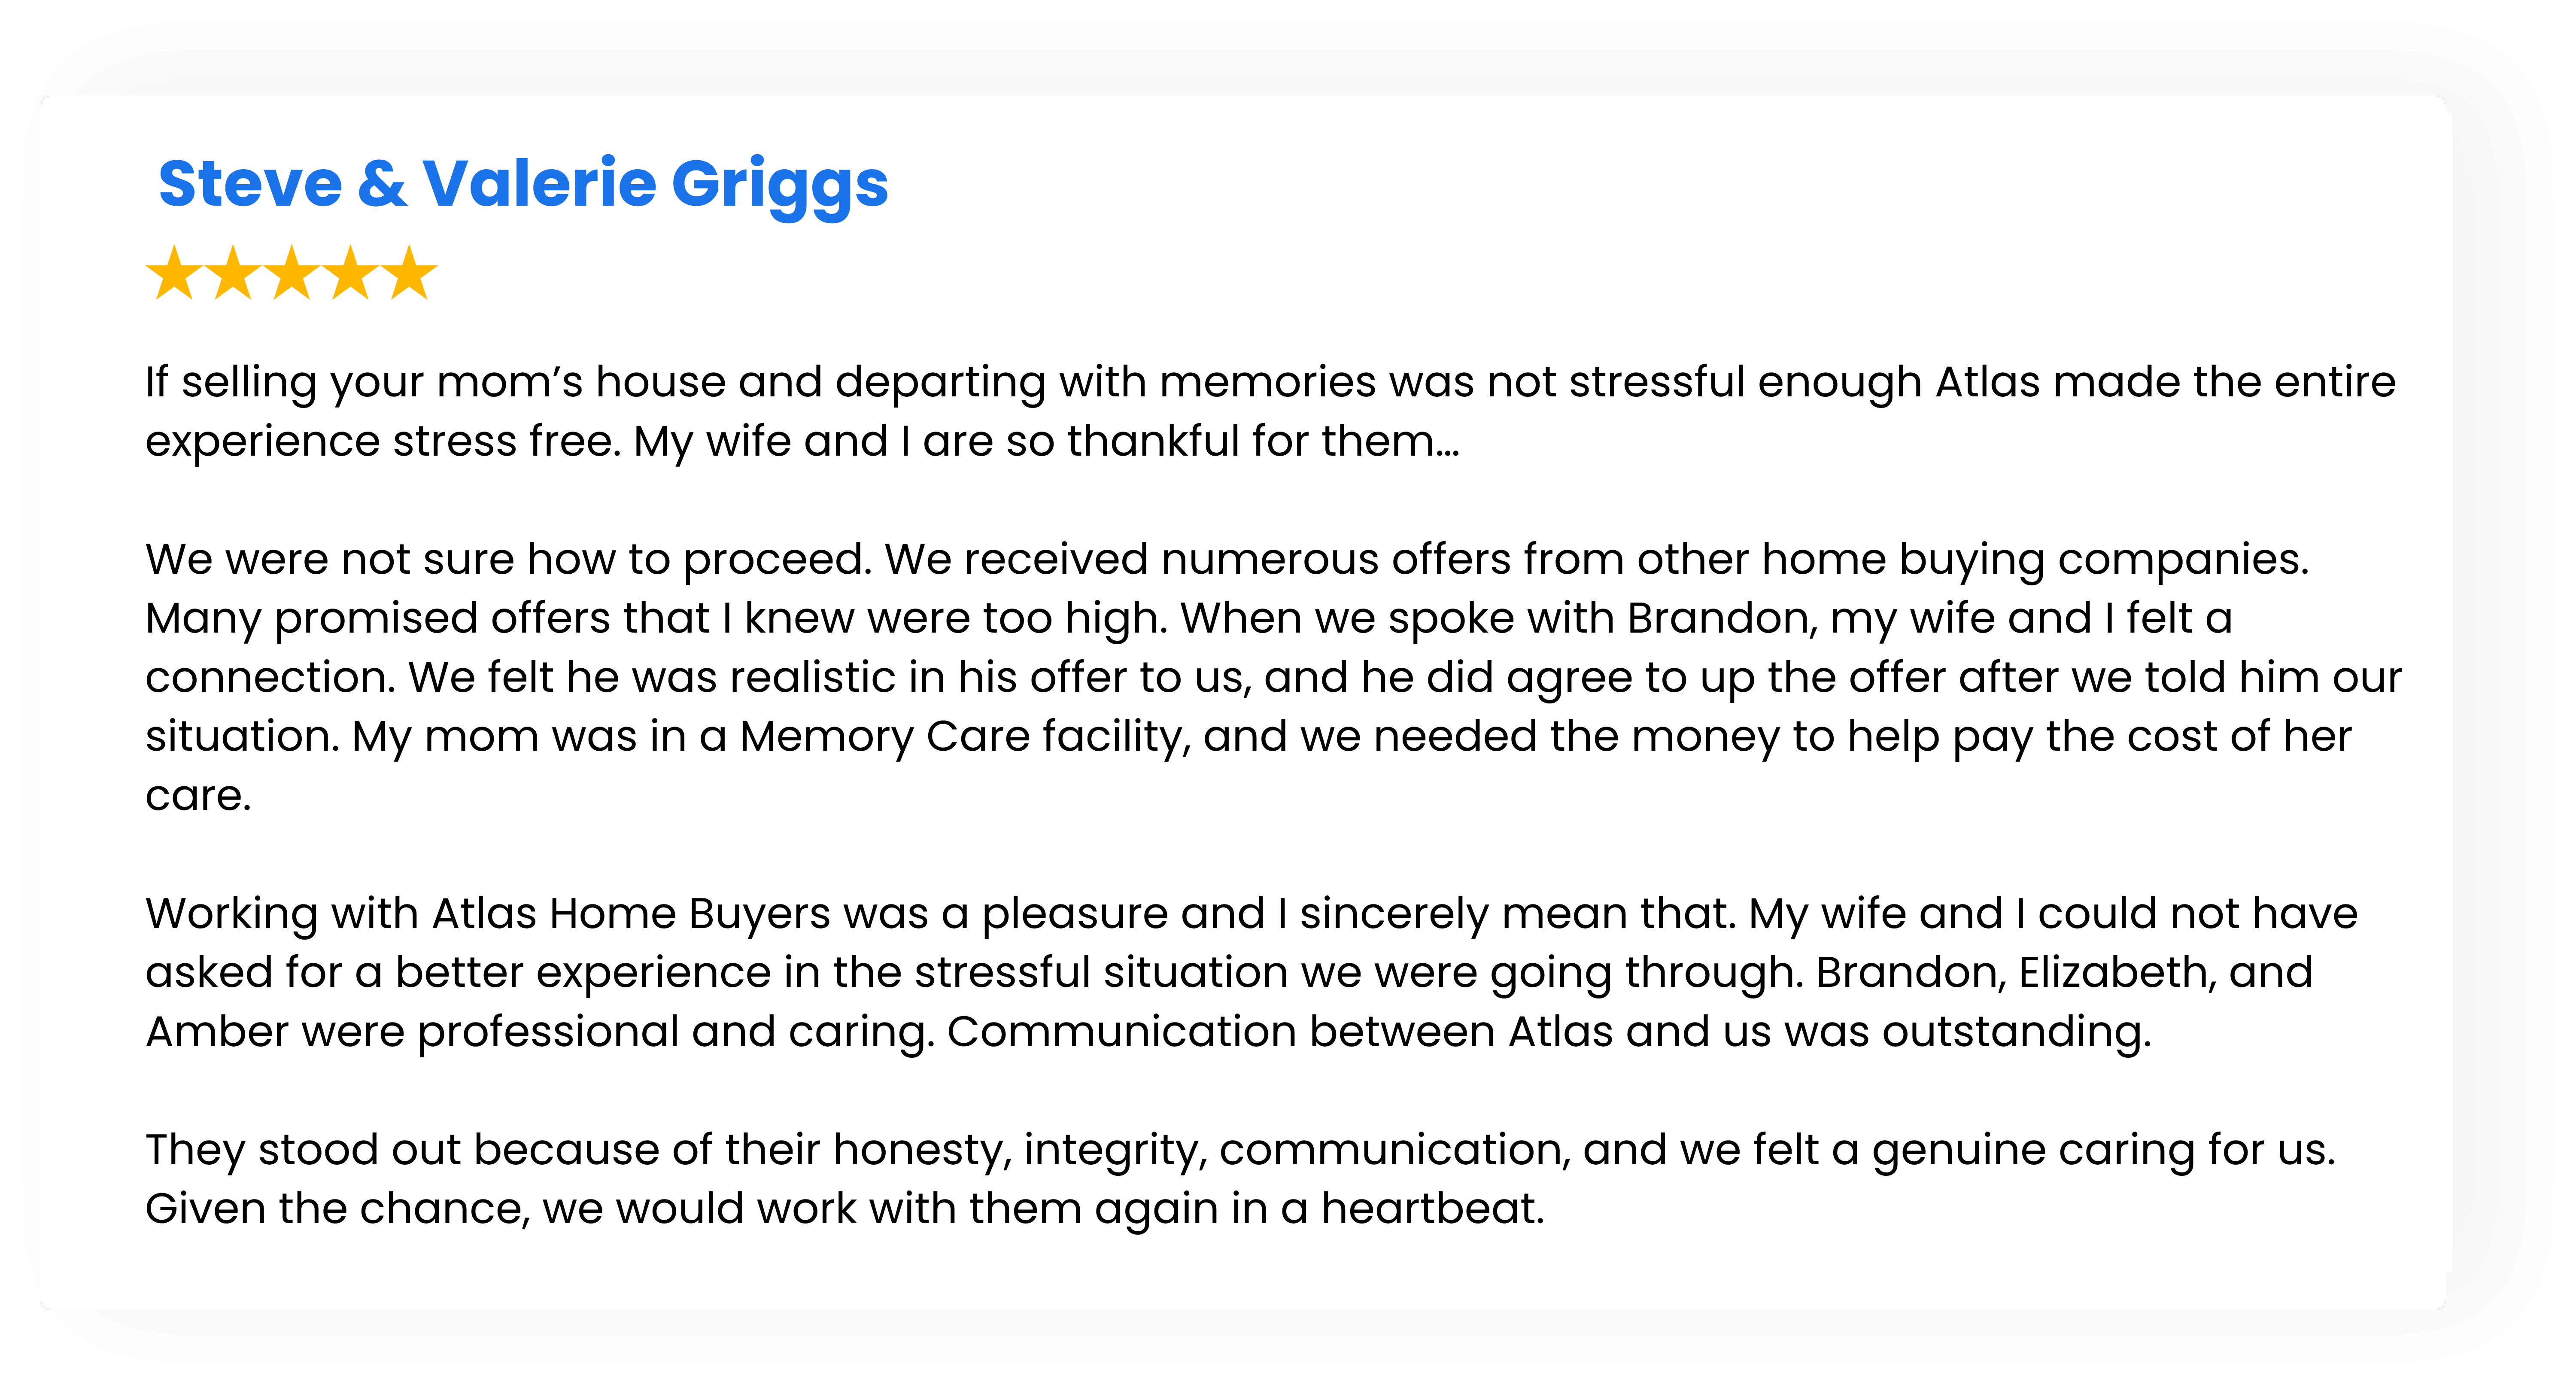 Steve & Valerie Griggs
If selling your mom’s house and departing with memories was not stressful enough Atlas made the entire
experience stress free. My wife and I are so thankful for them…
We were not sure how to proceed. We received numerous offers from other home buying companies.
Many promised offers that I knew were too high. When we spoke with Brandon, my wife and I felt a
connection. We felt he was realistic in his offer to us, and he did agree to up the offer after we told him our
situation. My mom was in a Memory Care facility, and we needed the money to help pay the cost of her
care.
Working with Atlas Home Buyers was a pleasure and I sincerely mean that. My wife and I could not have
asked for a better experience in the stressful situation we were going through. Brandon, Elizabeth, and
Amber were professional and caring. Communication between Atlas and us was outstanding.
They stood out because of their honesty, integrity, communication, and we felt a genuine caring for us.
Given the chance, we would work with them again in a heartbeat.